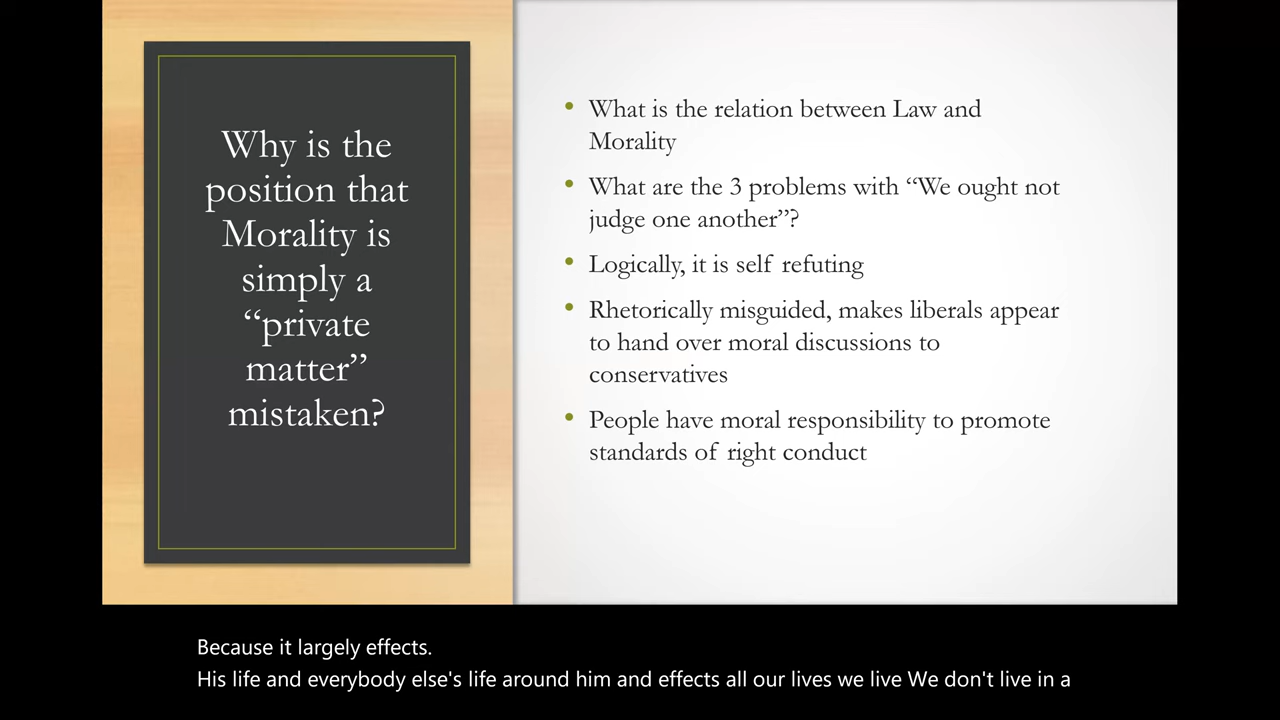 Why is the
position that
Morality is
simply a
“private
matter”
mistaken?
• What is the relation between Law and
Morality
• What are the 3 problems with “We ought not
judge one another”?
• Logically, it is self refuting
• Rhetorically misguided, makes liberals appear
to hand over moral discussions to
conservatives
• People have moral responsibility to promote
standards of right conduct
Because it largely effects.
His life and everybody else's life around him and effects all our lives we live We don't live in a